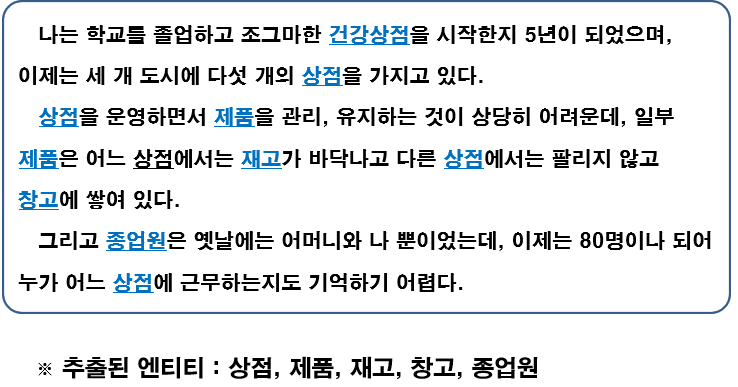 나는 학교를 졸업하고 조그마한 건강상점을 시작한지 5년이 되었으며,
이제는 세 개 도시에 다섯 개의 상점을 가지고 있다.
상점을 운영하면서 제품을 관리, 유지하는 것이 상당히 어려운데, 일부
제품은 어느 상점에서는 재고가 바닥나고 다른 상점에서는 팔리지 않고
창고에 쌓여 있다.
그리고 종업원은 옛날에는 어머니와 나 뿐이었는데, 이제는 80명이나 되어
누가 어느 상점에 근무하는지도 기억하기 어렵다.
※ 추출된 엔티티 : 상점, 제품, 재고, 창고, 종업원